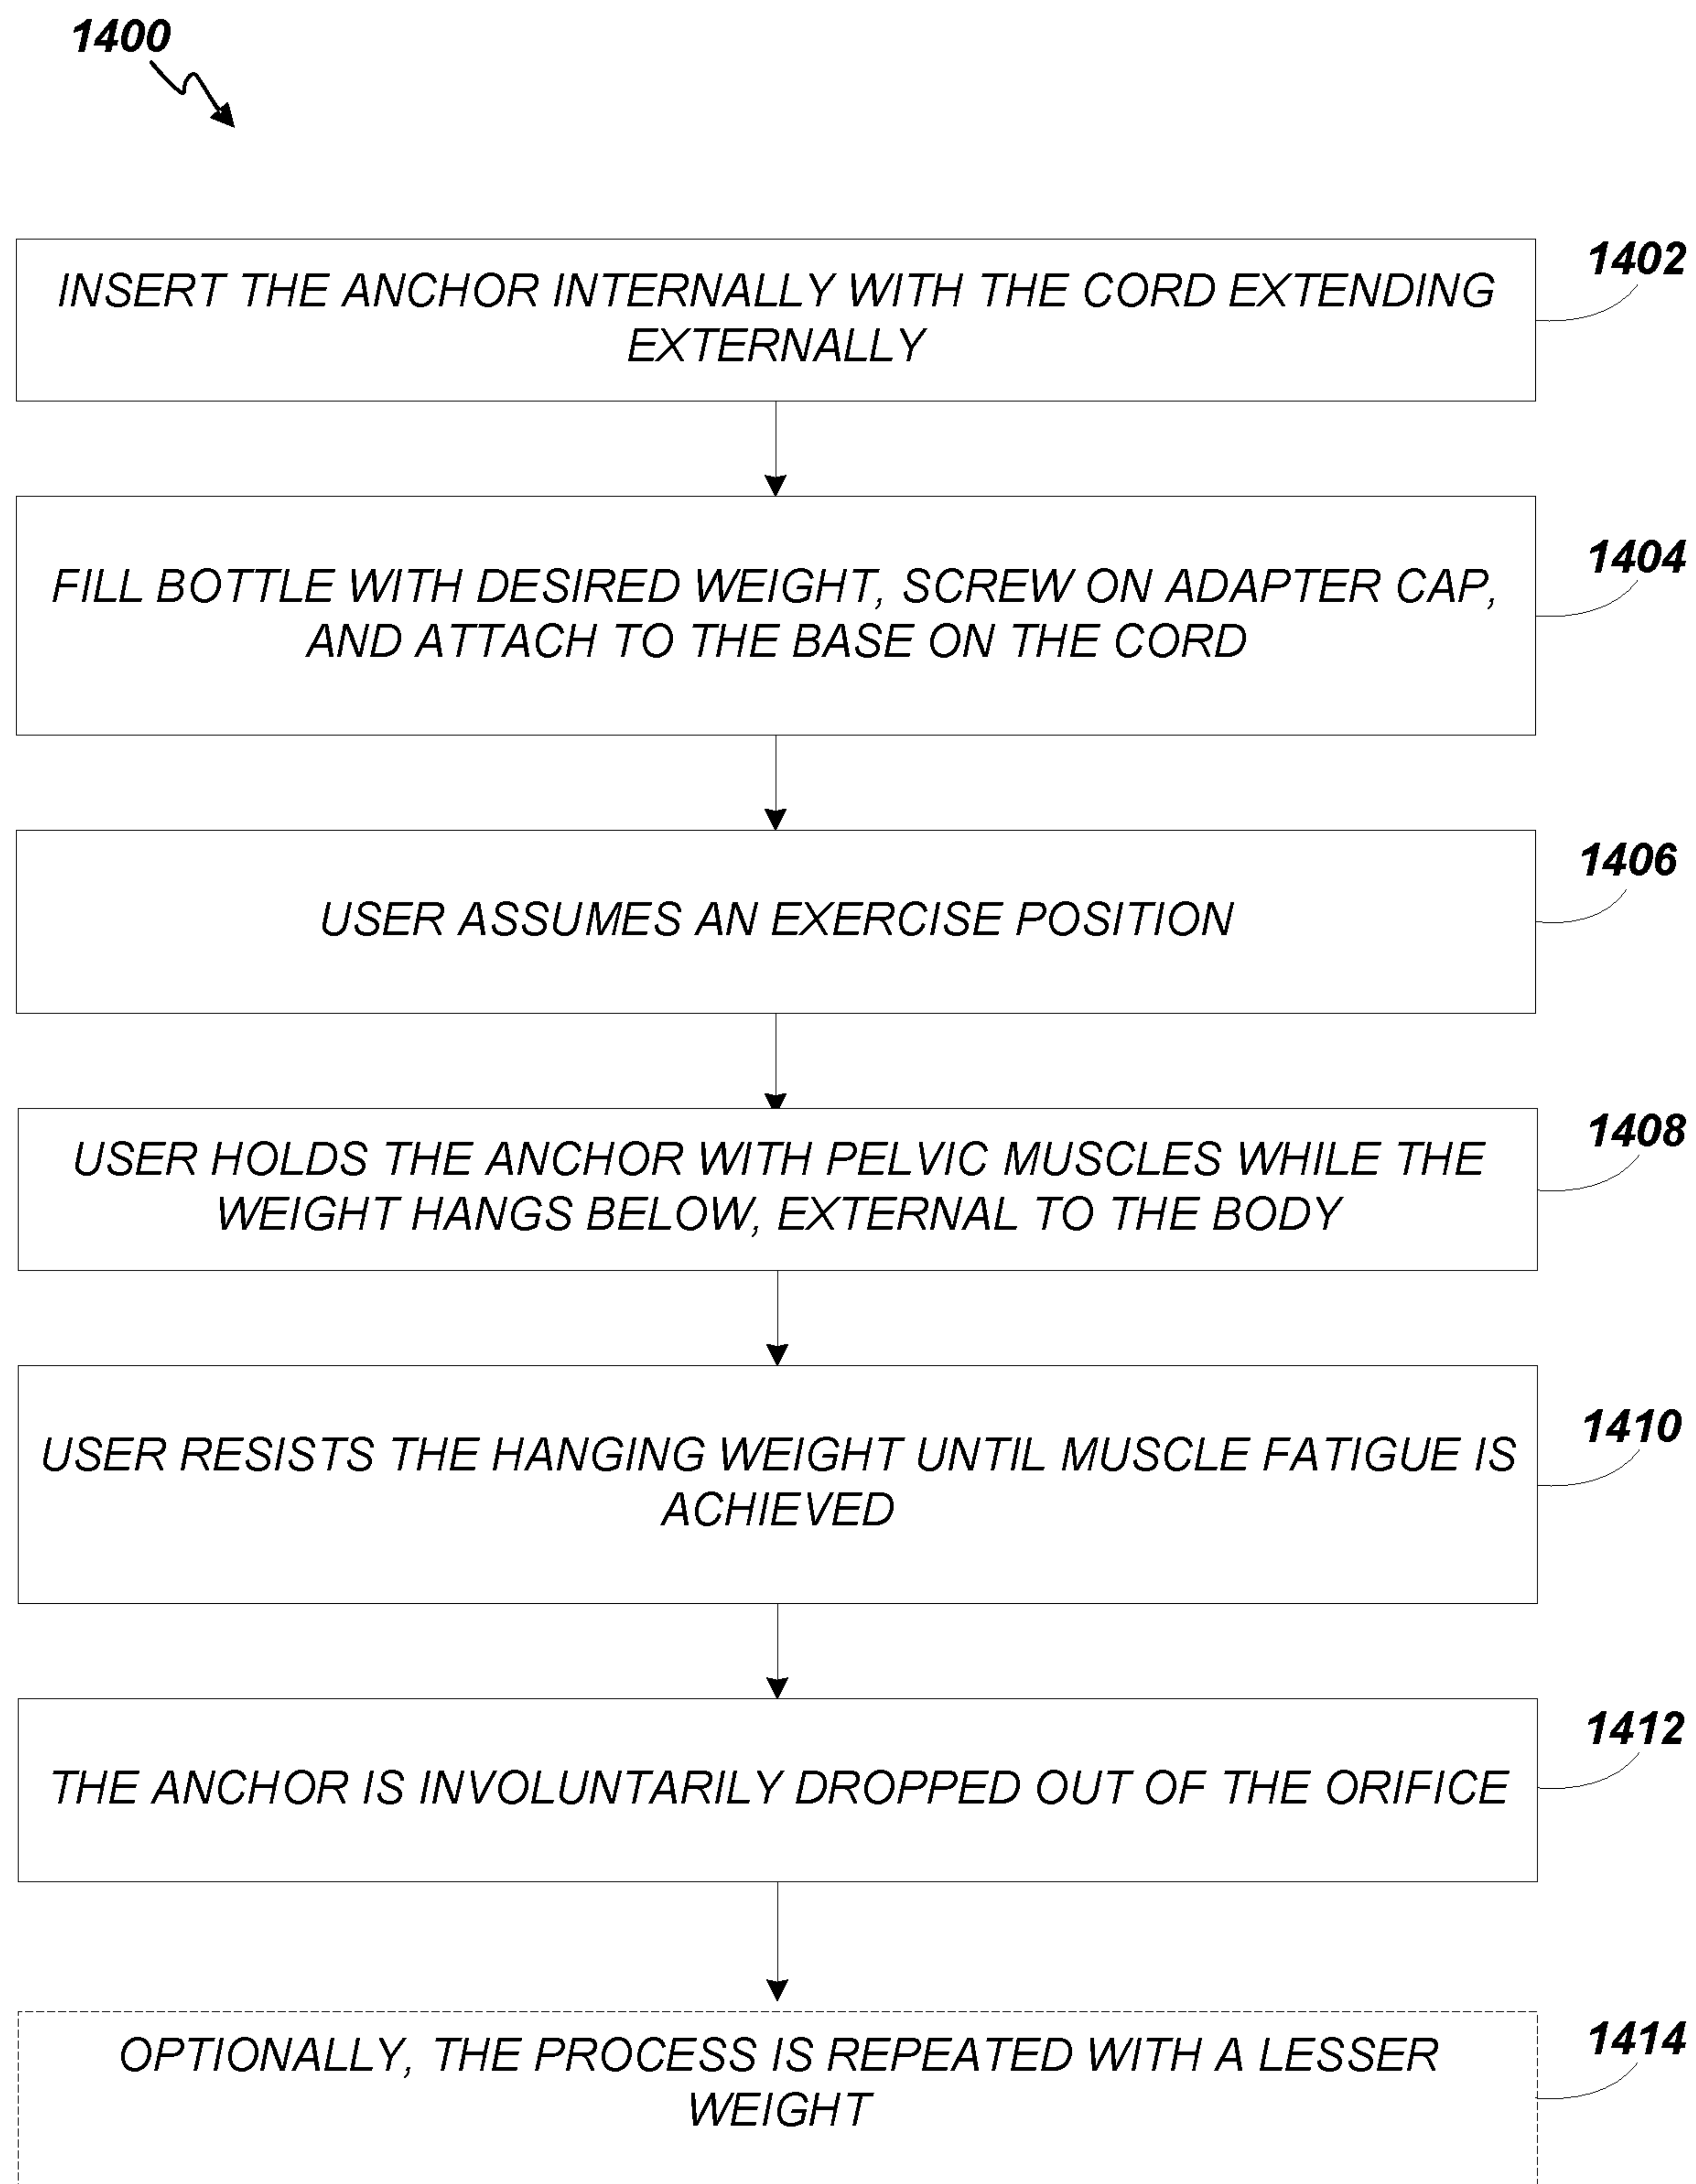 1400
INSERT THE ANCHOR INTERNALLY WITH THE CORD EXTENDING
EXTERNALLY
1402
FILL BOTTLE WITH DESIRED WEIGHT, SCREW ON ADAPTER CAP,
AND ATTACH TO THE BASE ON THE CORD
1404
USER ASSUMES AN EXERCISE POSITION
1406
USER HOLDS THE ANCHOR WITH PELVIC MUSCLES WHILE THE
WEIGHT HANGS BELOW, EXTERNAL TO THE BODY
1408
USER RESISTS THE HANGING WEIGHT UNTIL MUSCLE FATIGUE IS
ACHIEVED
1410
THE ANCHOR IS INVOLUNTARILY DROPPED OUT OF THE ORIFICE
1412
OPTIONALLY, THE PROCESS IS REPEATED WITH A LESSER
WEIGHT
1414